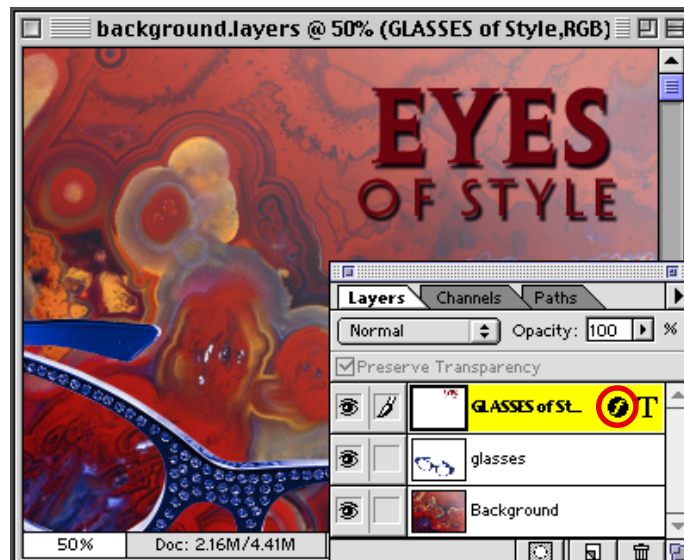 background.layers @ 50% (GLASSES of Style,RGB)
EYES
OF STYLE
Layers Channels Paths
Normal Opacity: 100 %
Preserve Transparency
GLASSES of St... T
glasses
Background
50% Doc: 2.16M/4.41M